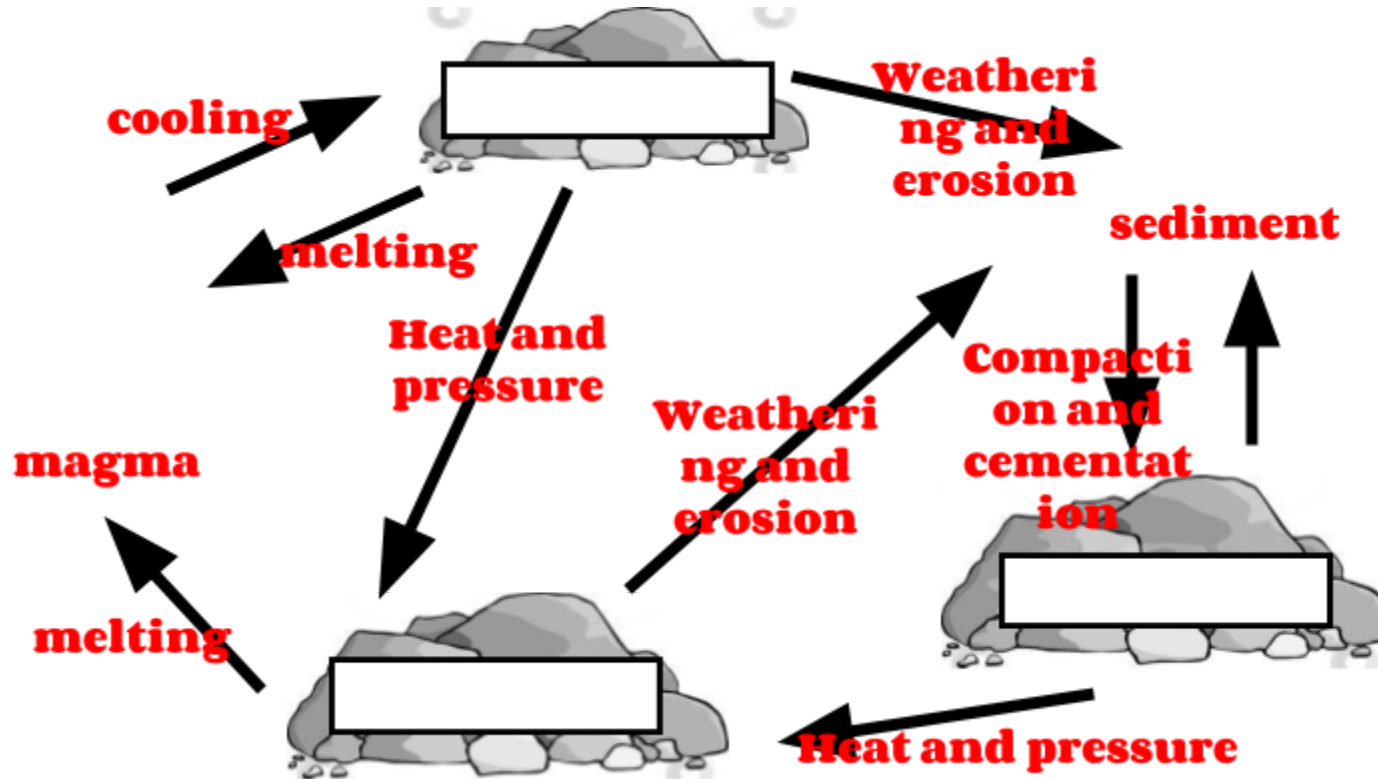 cooling
Weatheri
ng and
erosion
melting
sediment
Heat and
pressure
Weatheri
ng and
erosion
Compacti
on and
cementat
ion
magma
melting
Heat and pressure